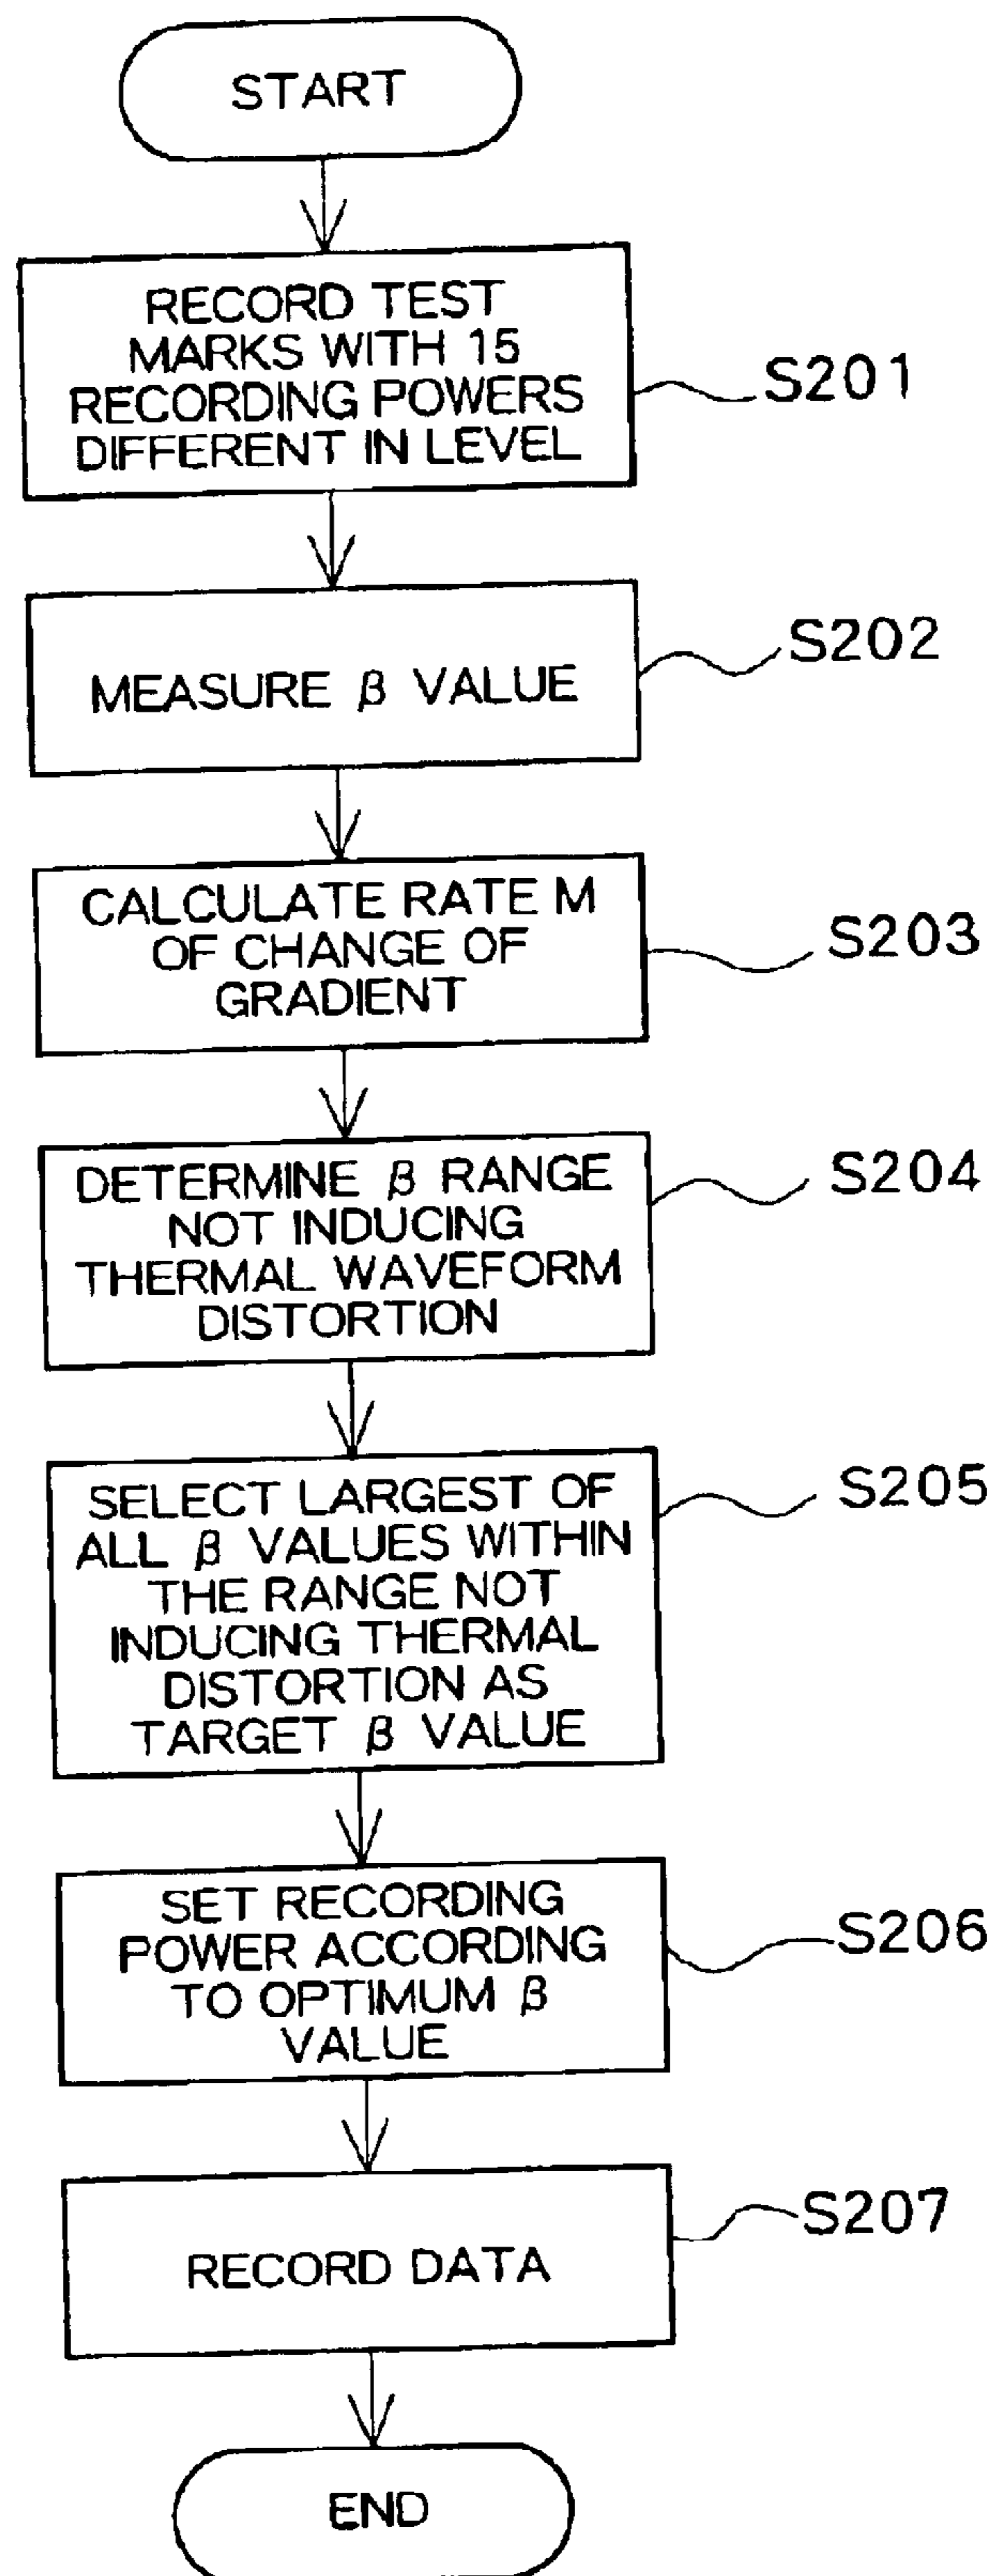 START
RECORD TEST
MARKS WITH 15
RECORDING POWERS
DIFFERENT IN LEVEL
S201
MEASURE β VALUE
S202
CALCULATE RATE M
OF CHANGE OF
GRADIENT
S203
DETERMINE β RANGE
NOT INDUCING
THERMAL WAVEFORM
DISTORTION
S204
SELECT LARGEST OF
ALL β VALUES WITHIN
THE RANGE NOT
INDUCING THERMAL
DISTORTION AS
TARGET β VALUE
S205
SET RECORDING
POWER ACCORDING
TO OPTIMUM β
VALUE
S206
RECORD DATA
S207
END